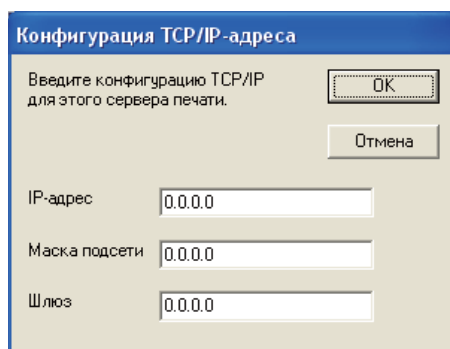 Конфигурация TCP/IP-адреса
Введите конфигурацию TCP/IP
для этого сервера печати.
OK
Отмена
IP-адрес 0.0.0.0
Маска подсети 0.0.0.0
Шлюз 0.0.0.0